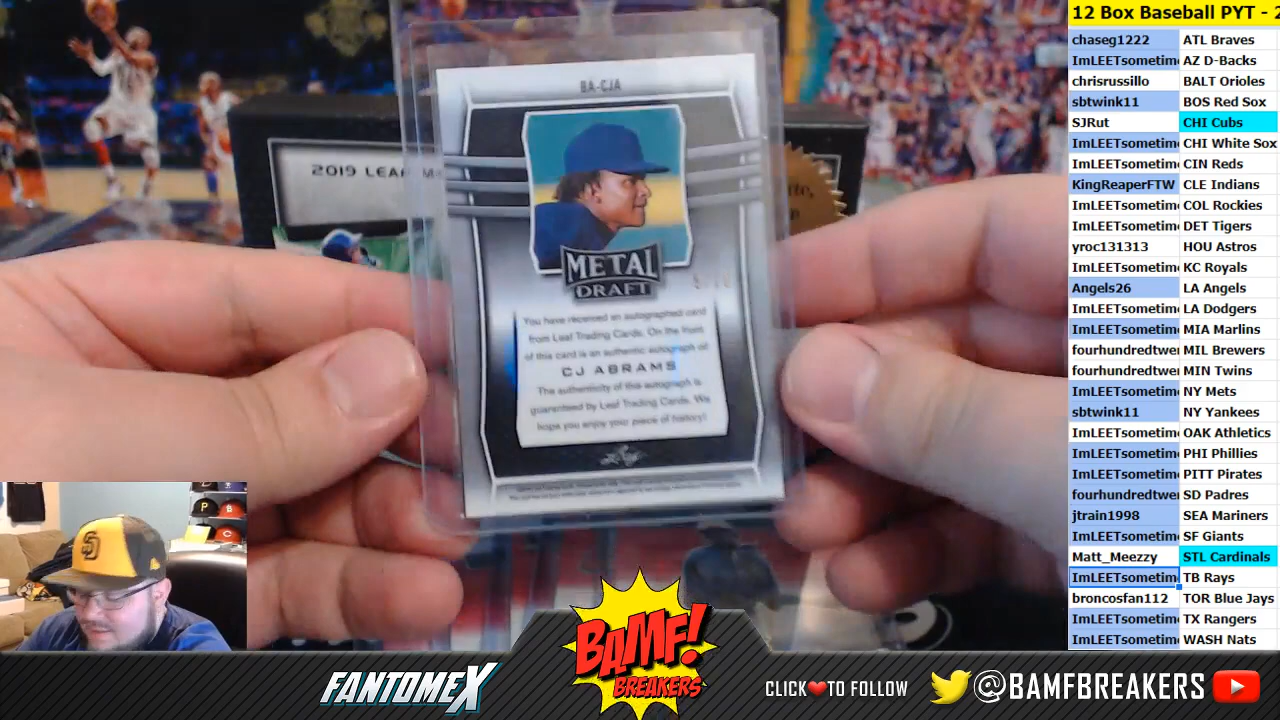 12 Box Baseball PYT - 2
chaseg1222 ATL Braves
ImLEETsometim AZ D-Backs
chrisrussillo BALT Orioles
sbtwink11 BOS Red Sox
SJRut CHI Cubs
ImLEETsometim CHI White Sox
ImLEETsometim CIN Reds
KingReaperFTW CLE Indians
ImLEETsometim COL Rockies
ImLEETsometim DET Tigers
yroc131313 HOU Astros
ImLEETsometim KC Royals
Angels26 LA Angels
ImLEETsometim LA Dodgers
ImLEETsometim MIA Marlins
fourhundredtwer MIL Brewers
fourhundredtwer MIN Twins
ImLEETsometim NY Mets
sbtwink11 NY Yankees
ImLEETsometim OAK Athletics
ImLEETsometim PHI Phillies
ImLEETsometim PITT Pirates
fourhundredtwer SD Padres
jtrain1998 SEA Mariners
ImLEETsometim SF Giants
Matt_Meezzy STL Cardinals
ImLEETsometim TB Rays
broncosfan112 TOR Blue Jays
ImLEETsometim TX Rangers
ImLEETsometim WASH Nats
BA-CJA
2019 LEAF
METAL
DRAFT
You have received an autographed card
from Leaf Trading Cards. On the front
of this card is an authentic autograph of:
CJ ABRAMS
The authenticity of this autograph is
guaranteed by Leaf Trading Cards. We
hope you enjoy your piece of history!
SD
P
C
FANTOMEX
BAMF!
BREAKERS
CLICK TO FOLLOW
@BAMFBREAKERS